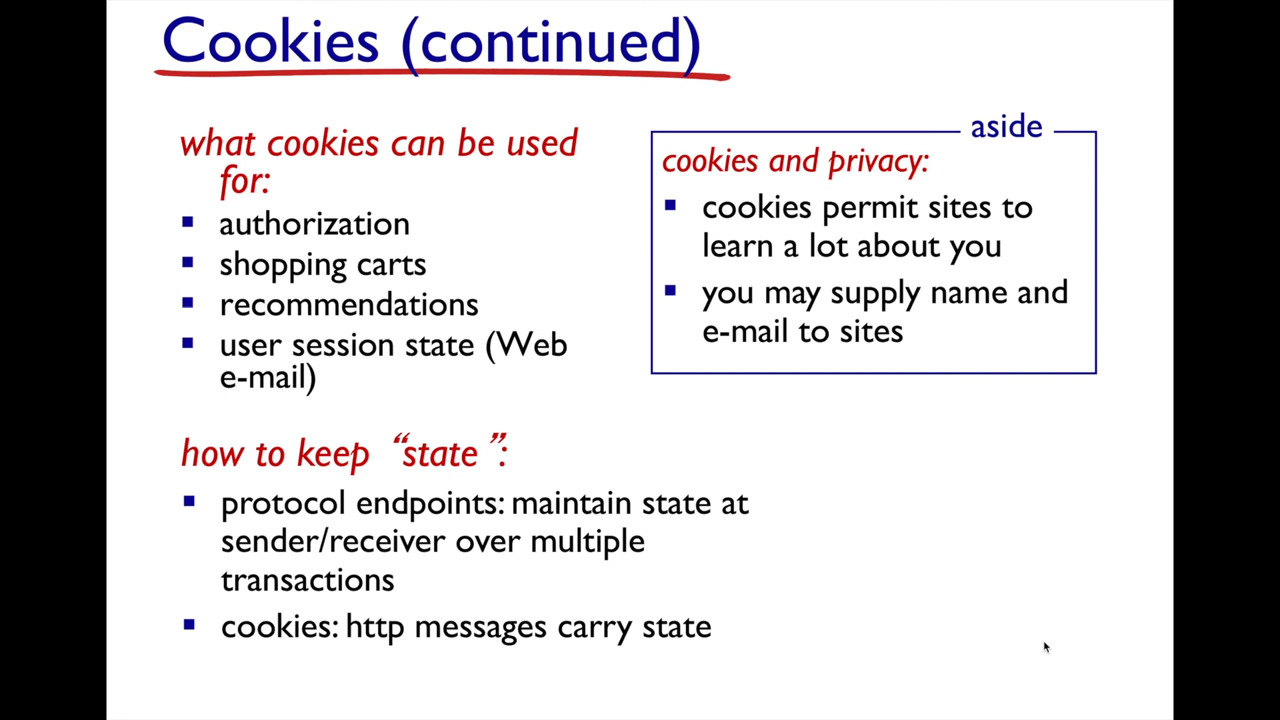 Cookies (continued)
what cookies can be used
for:
▪ authorization
▪ shopping carts
▪ recommendations
▪ user session state (Web
e-mail)
aside
cookies and privacy:
▪ cookies permit sites to
learn a lot about you
▪ you may supply name and
e-mail to sites
how to keep “state”:
▪ protocol endpoints: maintain state at
sender/receiver over multiple
transactions
▪ cookies: http messages carry state